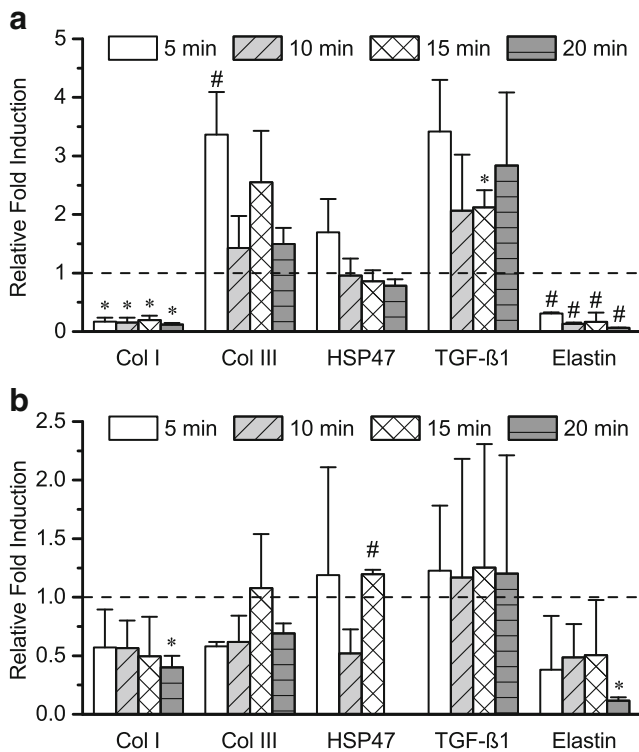 a
5 min 10 min 15 min 20 min
Relative Fold Induction
5
4
3
2
1
0
#
*
* * * *
# # # #
Col I Col III HSP47 TGF-ß1 Elastin
b
5 min 10 min 15 min 20 min
Relative Fold Induction
2.5
2.0
1.5
1.0
0.5
0.0
#
*
*
Col I Col III HSP47 TGF-ß1 Elastin